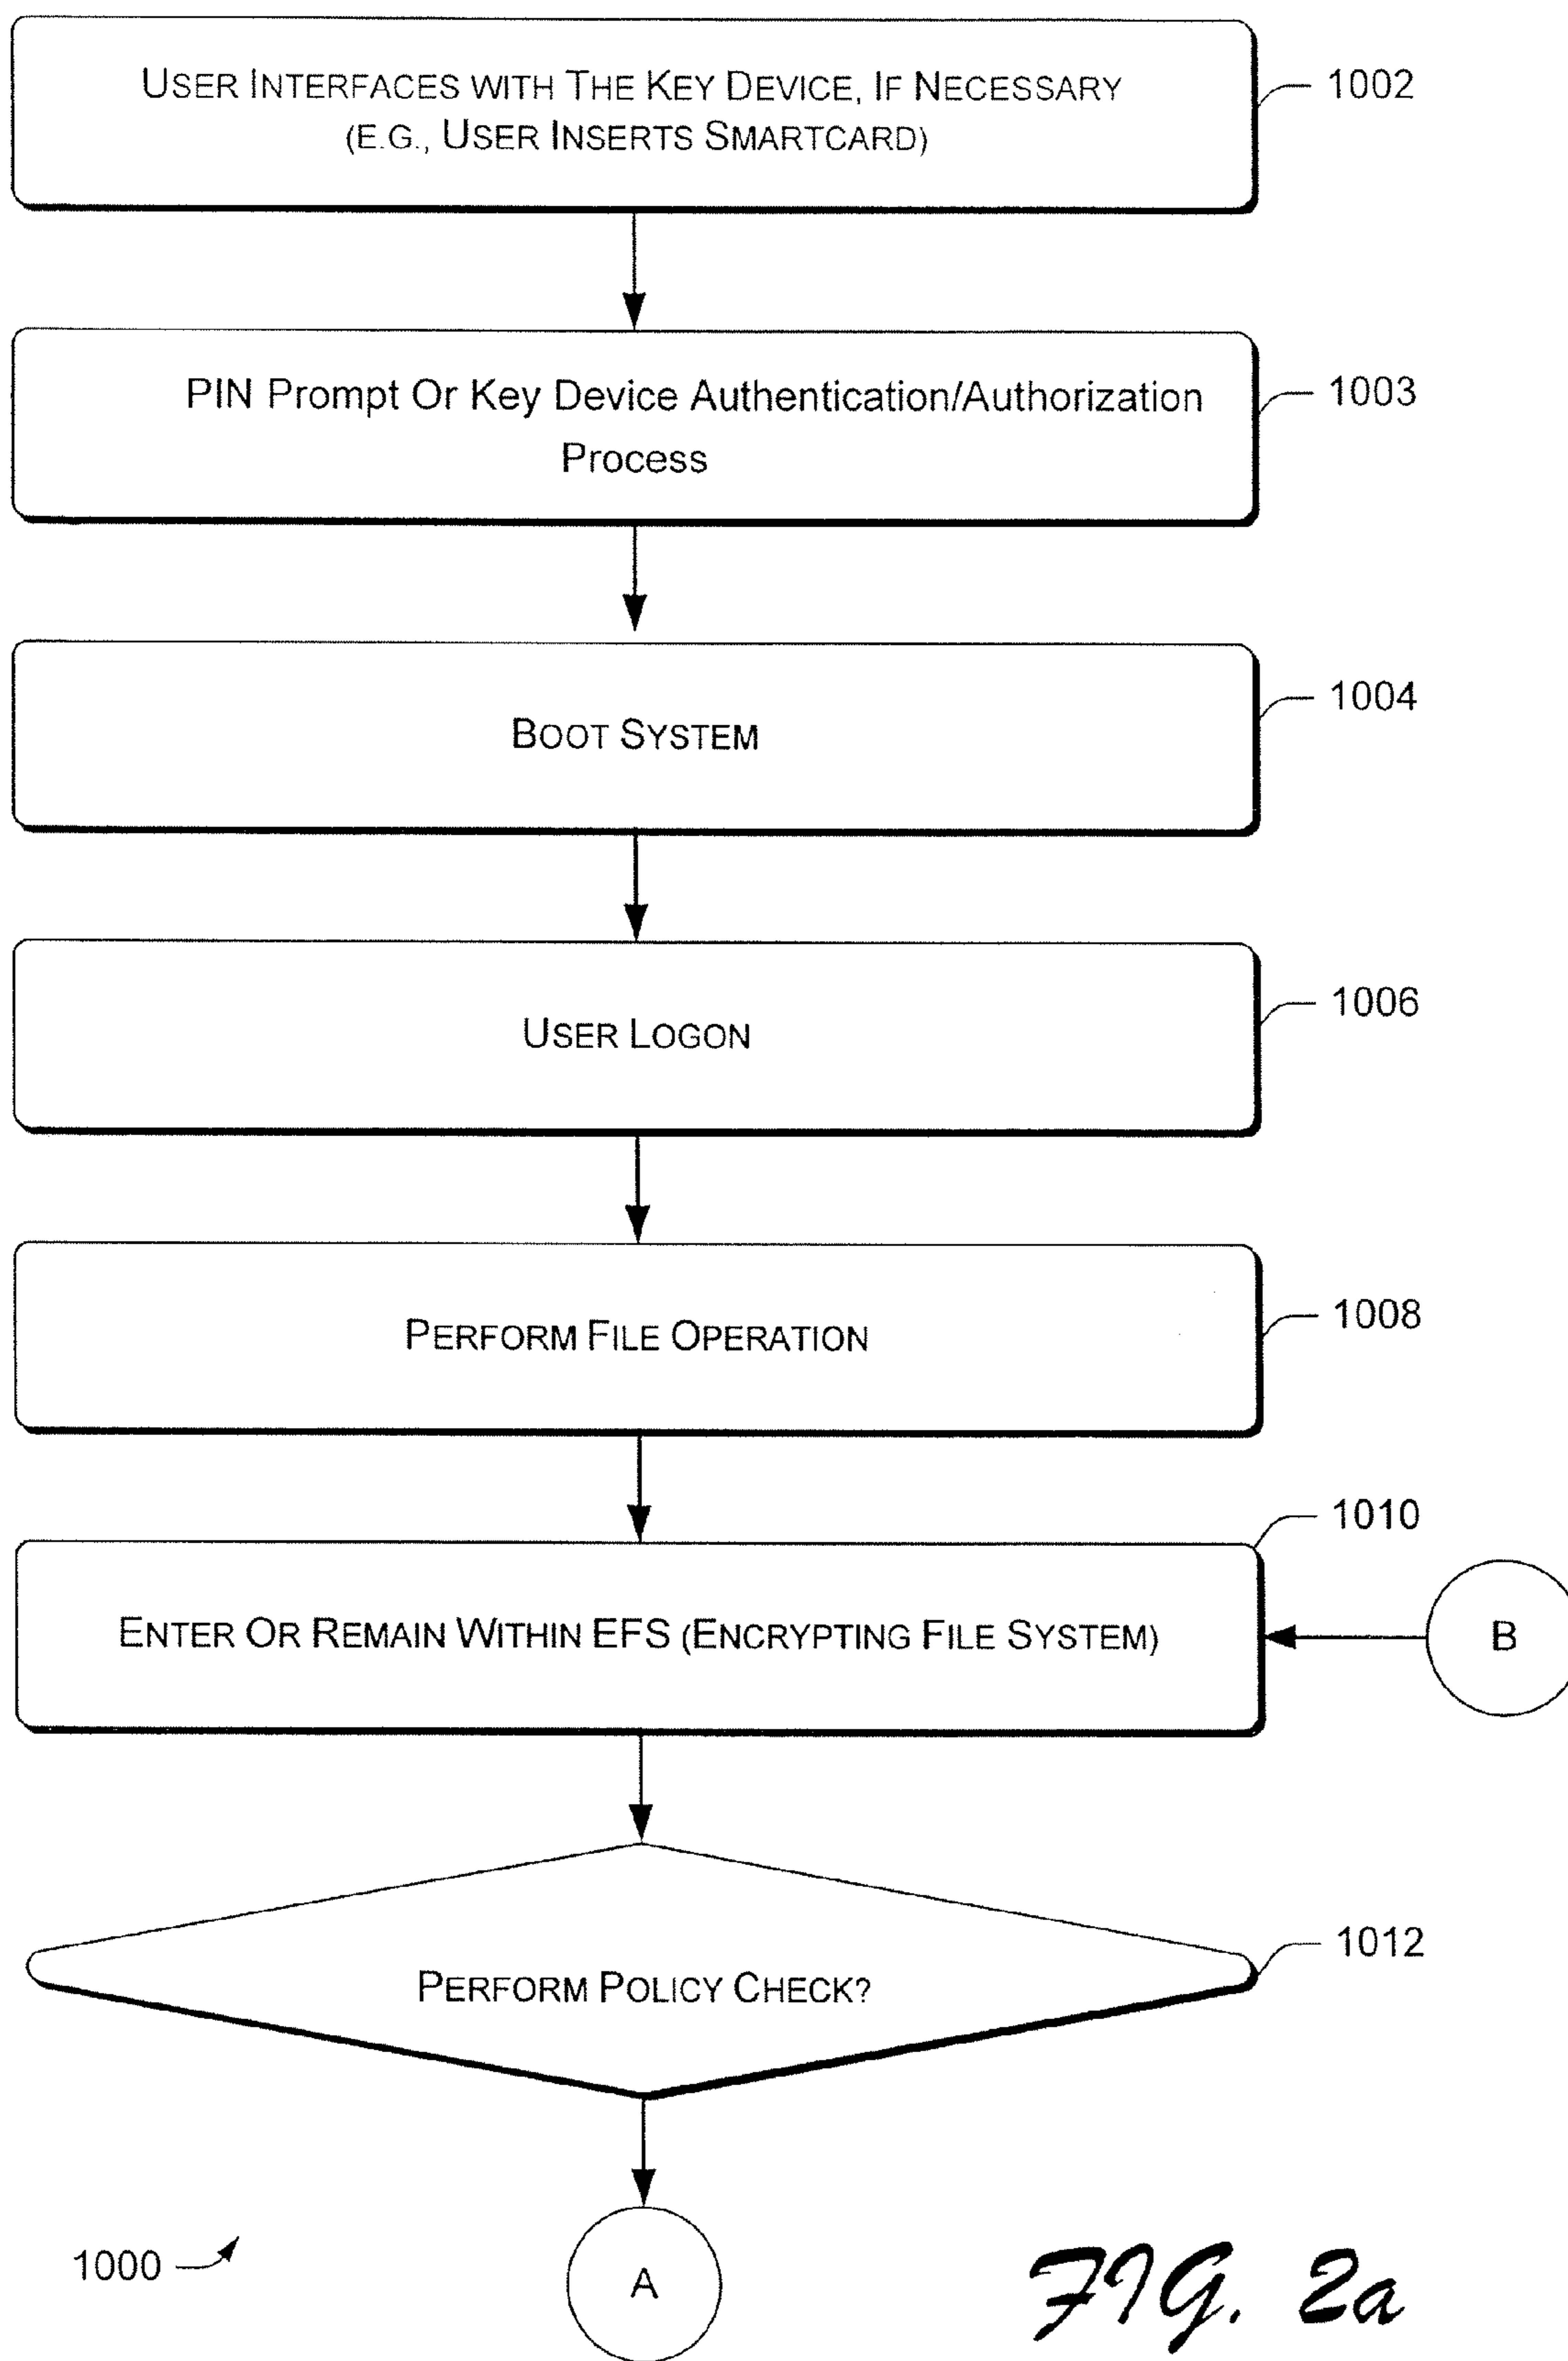 USER INTERFACES WITH THE KEY DEVICE, IF NECESSARY
(E.G., USER INSERTS SMARTCARD)
1002
PIN Prompt Or Key Device Authentication/Authorization
Process
1003
BOOT SYSTEM
1004
USER LOGON
1006
PERFORM FILE OPERATION
1008
1010
ENTER OR REMAIN WITHIN EFS (ENCRYPTING FILE SYSTEM)
B
PERFORM POLICY CHECK?
1012
1000
A
FIG. 2a